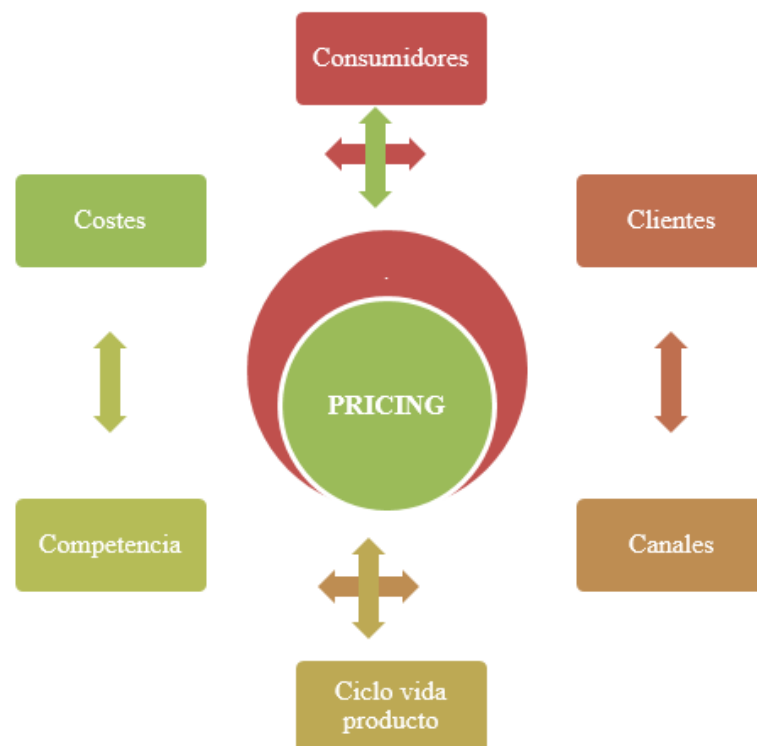 Consumidores
Costes
Clientes
.
PRICING
Competencia
Canales
Ciclo vida
producto